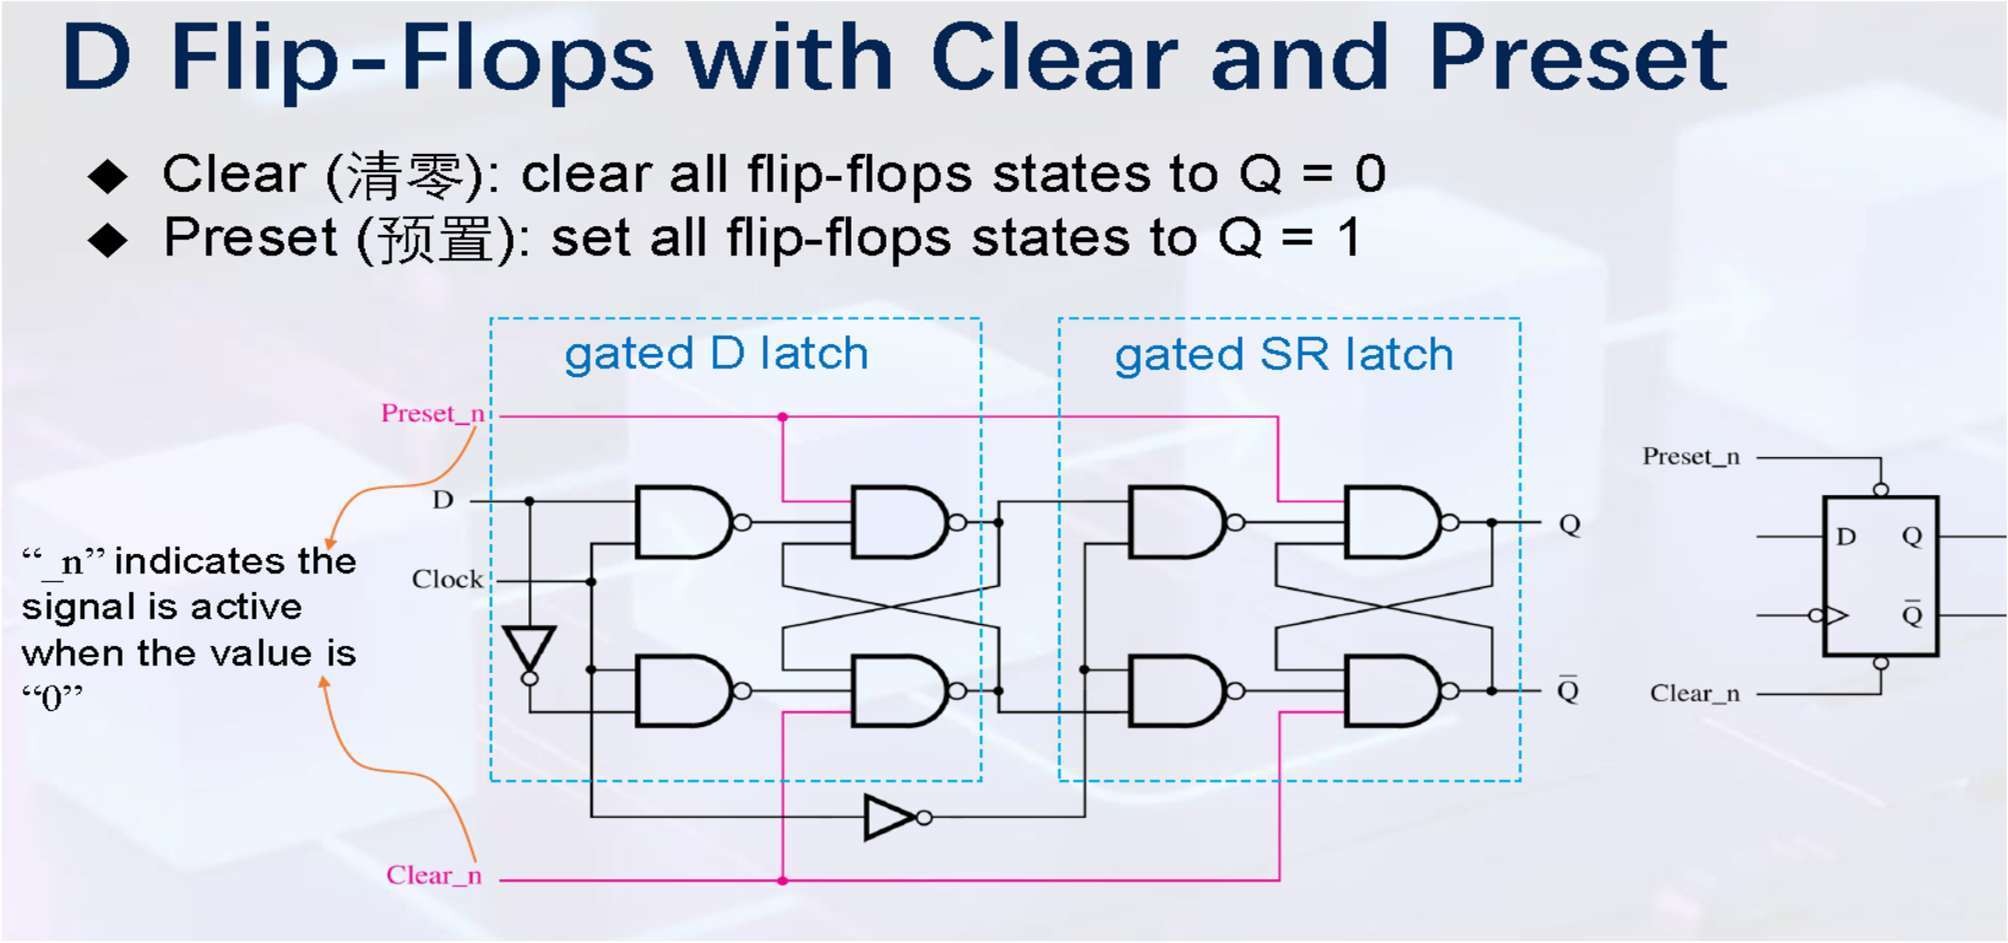 D Flip-Flops with Clear and Preset
◆ Clear (清零): clear all flip-flops states to Q = 0
◆ Preset (预置): set all flip-flops states to Q = 1
gated D latch
gated SR latch
Preset_n
D
Clock
Clear_n
“_n” indicates the
signal is active
when the value is
“0”
Q
Q̅
Preset_n
D Q
Q̅
Clear_n